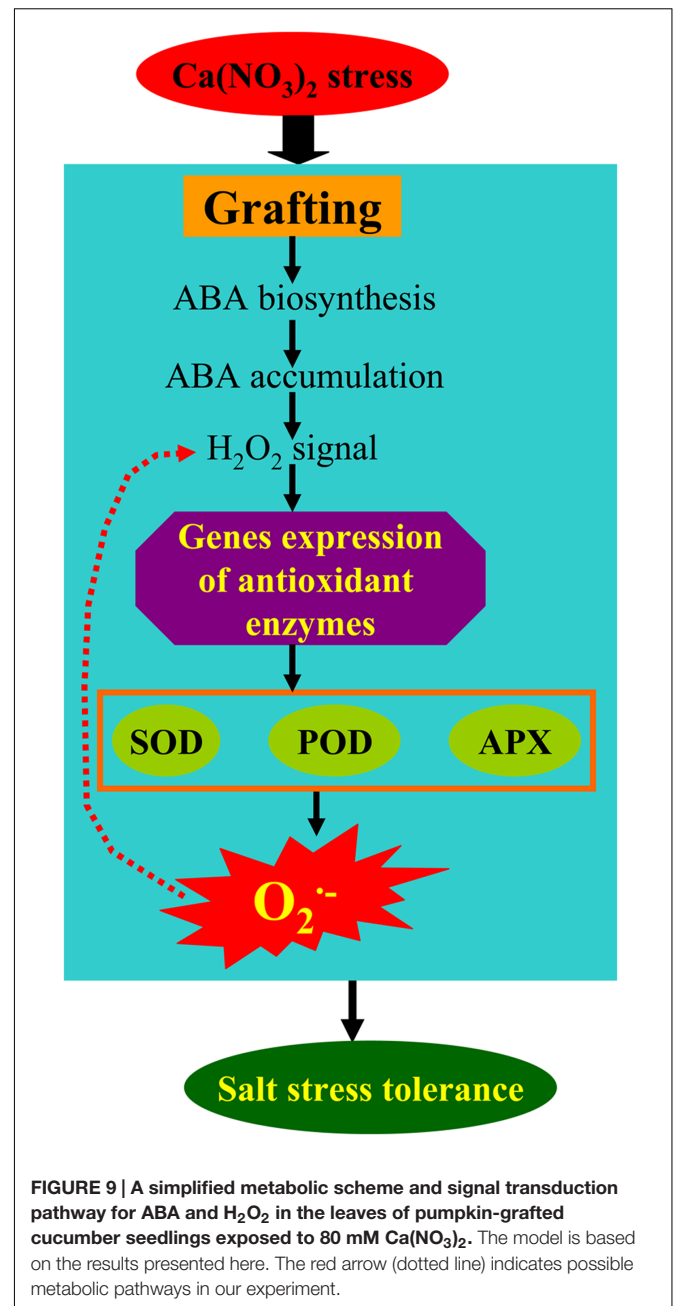 Ca(NO₃)₂ stress
Grafting
ABA biosynthesis
ABA accumulation
H₂O₂ signal
Genes expression
of antioxidant
enzymes
SOD POD APX
O₂·-
Salt stress tolerance
FIGURE 9 | A simplified metabolic scheme and signal transduction
pathway for ABA and H₂O₂ in the leaves of pumpkin-grafted
cucumber seedlings exposed to 80 mM Ca(NO₃)₂. The model is based
on the results presented here. The red arrow (dotted line) indicates possible
metabolic pathways in our experiment.